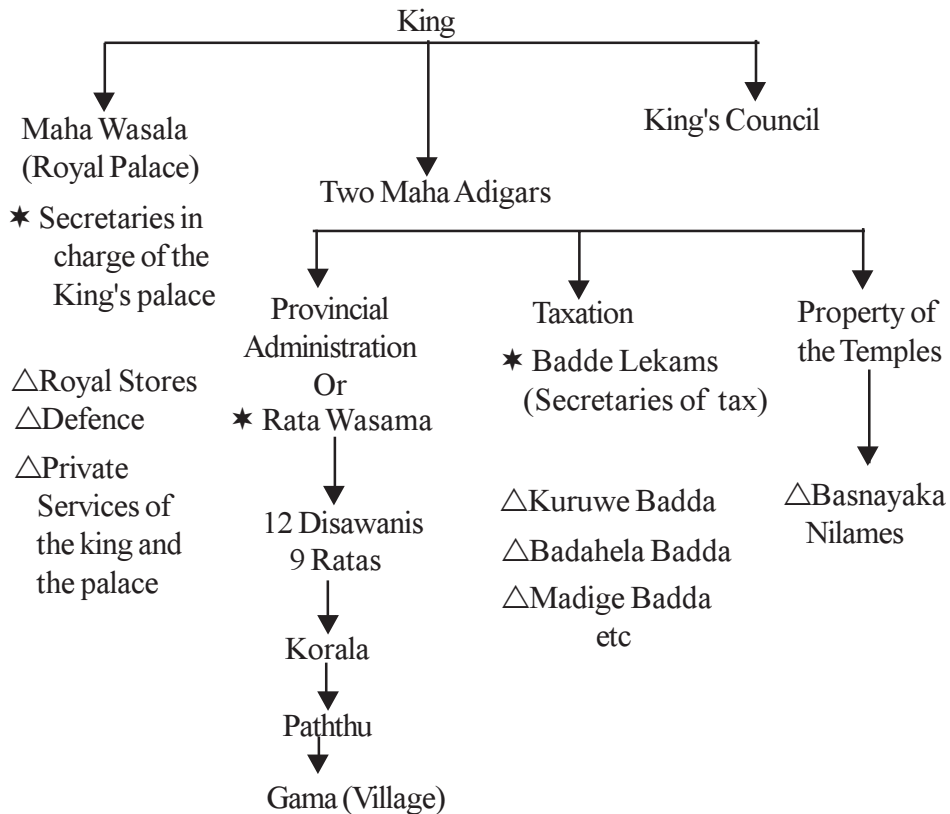 King
Maha Wasala
(Royal Palace)
✶ Secretaries in
charge of the
King's palace
△Royal Stores
△Defence
△Private
Services of
the king and
the palace
Two Maha Adigars
Provincial
Administration
Or
✶ Rata Wasama
12 Disawanis
9 Ratas
Korala
Paththu
Gama (Village)
Taxation
✶ Badde Lekams
(Secretaries of tax)
△Kuruwe Badda
△Badahela Badda
△Madige Badda
etc
Property of
the Temples
△Basnayaka
Nilames
King's Council